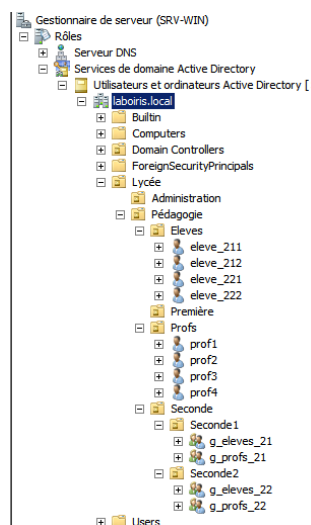 Gestionnaire de serveur (SRV-WIN)
Rôles
Serveur DNS
Services de domaine Active Directory
Utilisateurs et ordinateurs Active Directory [
laboiris.local
Builtin
Computers
Domain Controllers
ForeignSecurityPrincipals
Lycée
Administration
Pédagogie
Eleves
eleve_211
eleve_212
eleve_221
eleve_222
Première
Profs
prof1
prof2
prof3
prof4
Seconde
Seconde1
g_eleves_21
g_profs_21
Seconde2
g_eleves_22
g_profs_22
Users